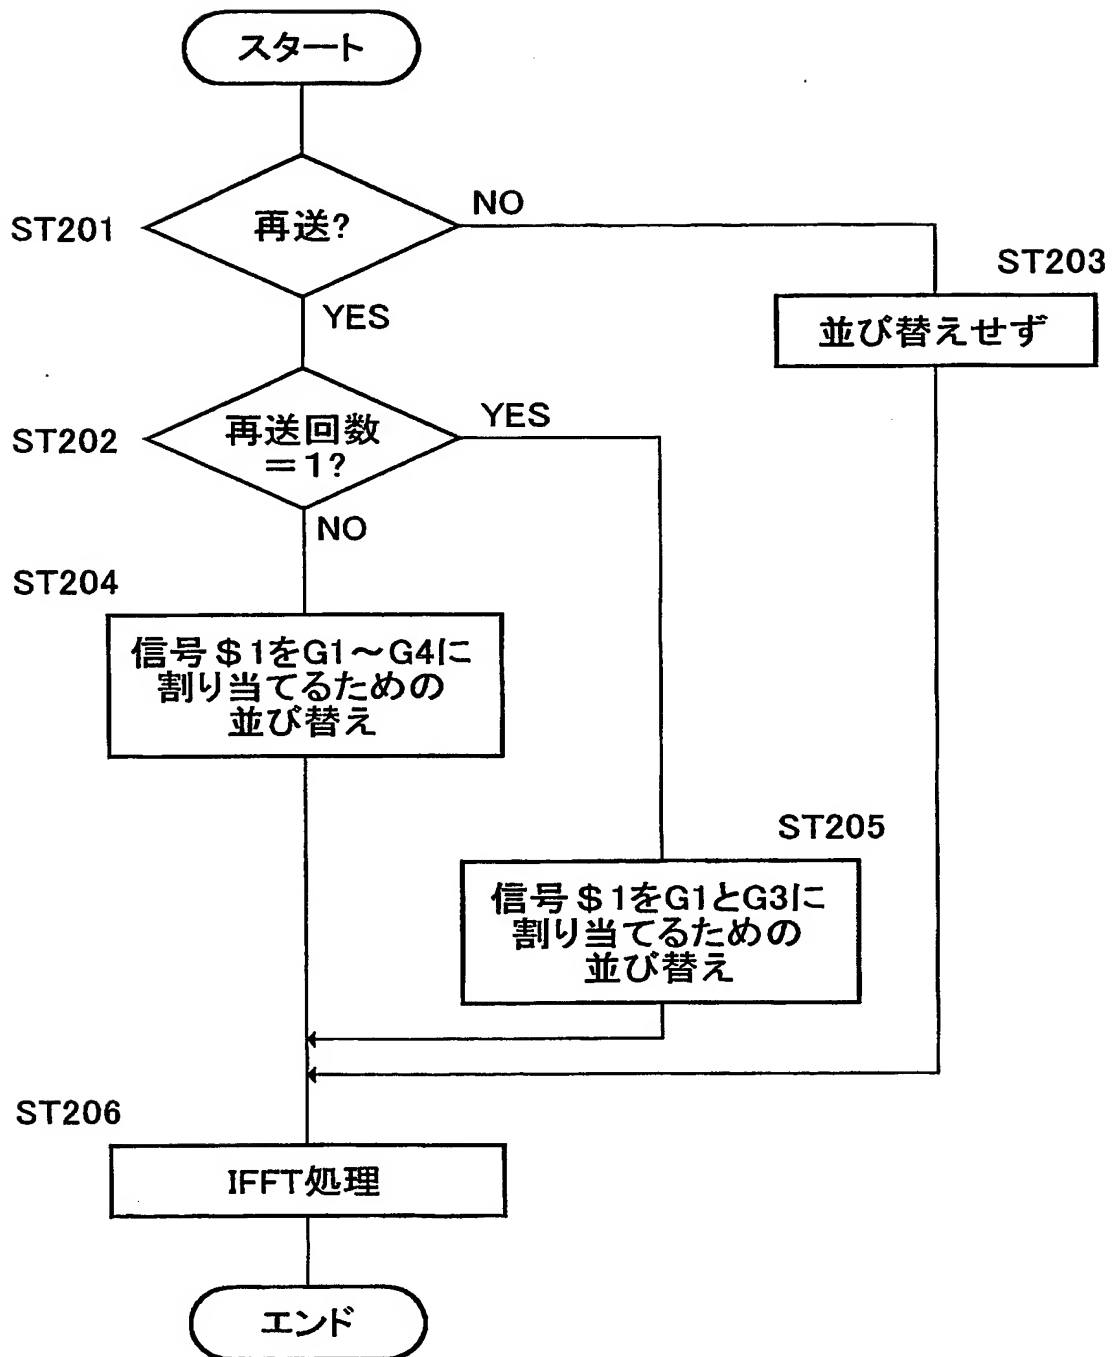 スタート
ST201
再送?
NO
YES
ST203
並び替えせず
ST202
再送回数
=1?
YES
NO
ST204
信号$1をG1~G4に
割り当てるための
並び替え
ST205
信号$1をG1とG3に
割り当てるための
並び替え
ST206
IFFT処理
エンド